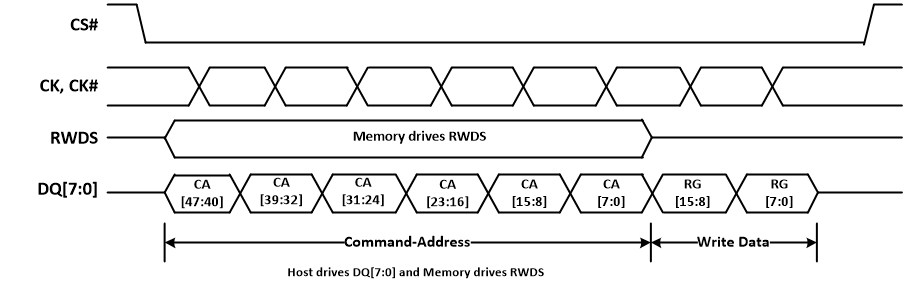 CS#
CK, CK#
RWDS
Memory drives RWDS
DQ[7:0]
CA
[47:40]
CA
[39:32]
CA
[31:24]
CA
[23:16]
CA
[15:8]
CA
[7:0]
RG
[15:8]
RG
[7:0]
Command-Address
Write Data
Host drives DQ[7:0] and Memory drives RWDS